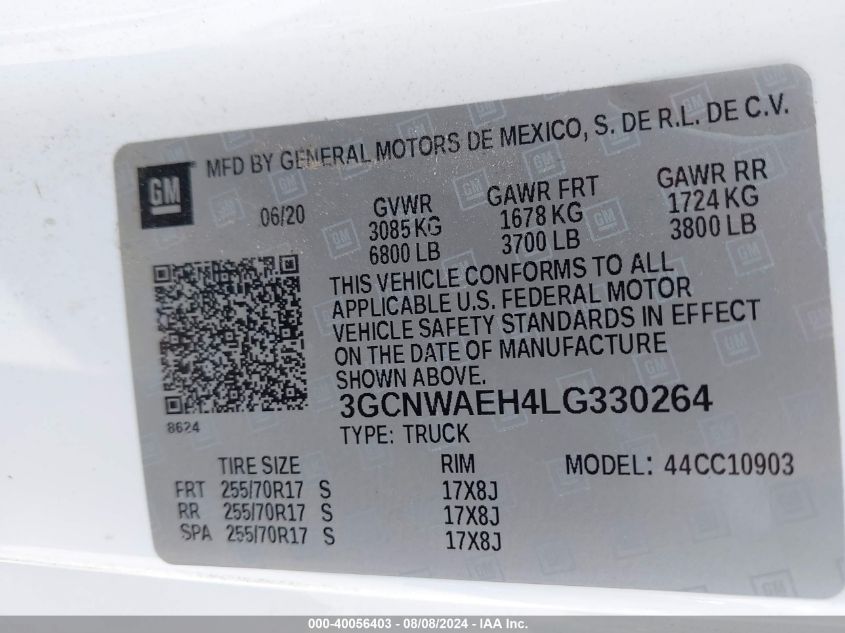 MFD BY GENERAL MOTORS DE MEXICO, S. DE R.L. DE C.V.
GM
06/20
GVWR GAWR FRT GAWR RR
3085 KG 1678 KG 1724 KG
6800 LB 3700 LB 3800 LB
THIS VEHICLE CONFORMS TO ALL
APPLICABLE U.S. FEDERAL MOTOR
VEHICLE SAFETY STANDARDS IN EFFECT
ON THE DATE OF MANUFACTURE
SHOWN ABOVE.
3GCNWAEH4LG330264
8624
TYPE: TRUCK
TIRE SIZE RIM MODEL: 44CC10903
FRT 255/70R17 S 17X8J
RR 255/70R17 S 17X8J
SPA 255/70R17 S 17X8J
000-40056403 - 08/08/2024 - IAA Inc.